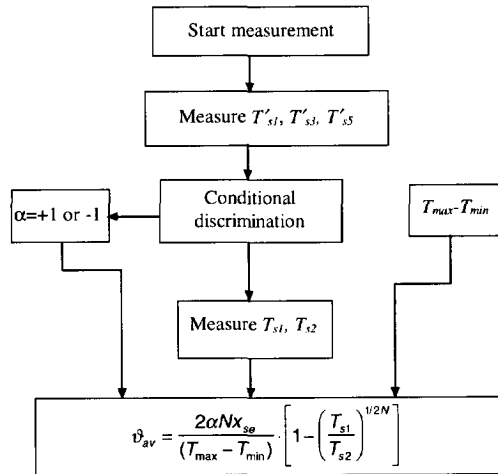 Start measurement
Measure T′s1, T′s3, T′s5
Conditional
discrimination
α=+1 or -1
Tmax-Tmin
Measure Ts1, Ts2
ϑav = 2αNxse / (Tmax − Tmin) · [1 − (Ts1 / Ts2)^1/2N]